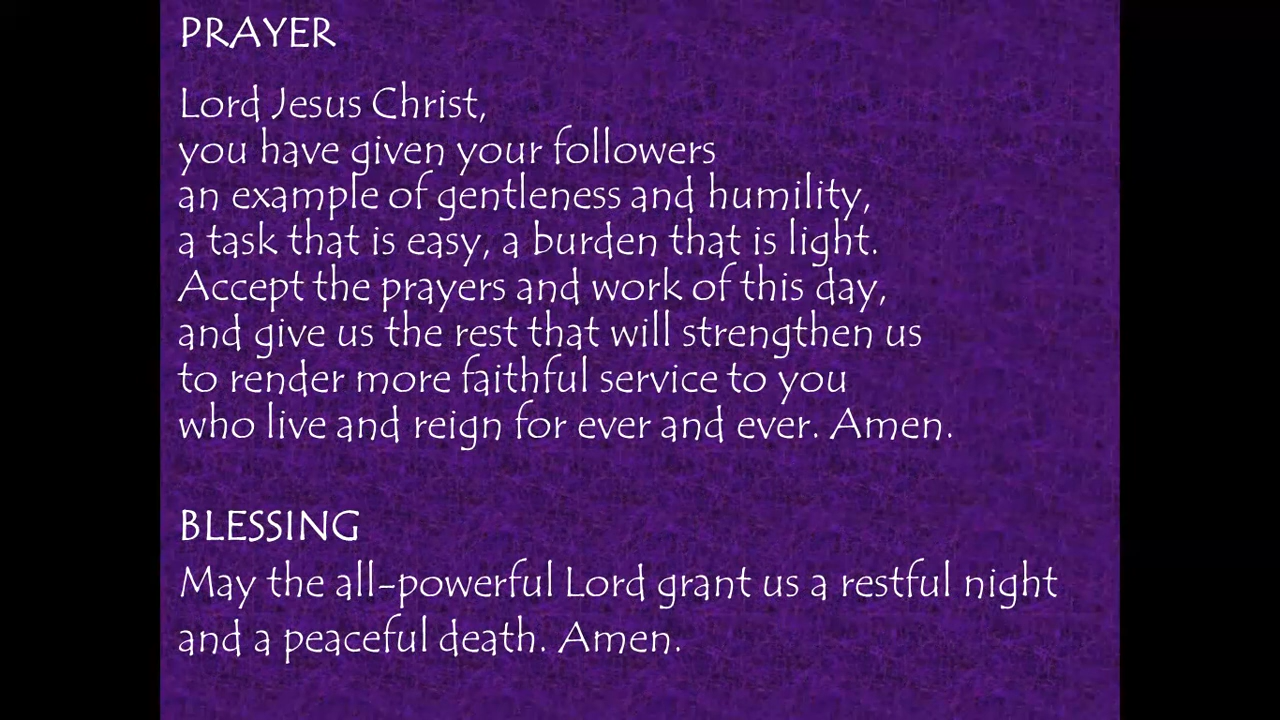 PRAYER
Lord Jesus Christ,
you have given your followers
an example of gentleness and humility,
a task that is easy, a burden that is light.
Accept the prayers and work of this day,
and give us the rest that will strengthen us
to render more faithful service to you
who live and reign for ever and ever. Amen.
BLESSING
May the all-powerful Lord grant us a restful night
and a peaceful death. Amen.